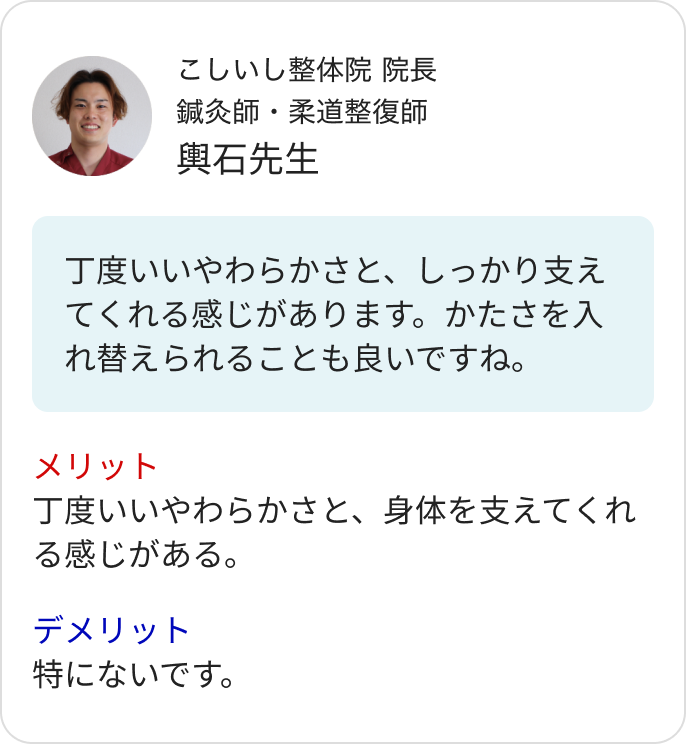 こしいし整体院 院長
鍼灸師・柔道整復師
輿石先生
丁度いいやわらかさと、しっかり支え
てくれる感じがあります。かたさを入
れ替えられることも良いですね。
メリット
丁度いいやわらかさと、身体を支えてくれ
る感じがある。
デメリット
特にないです。